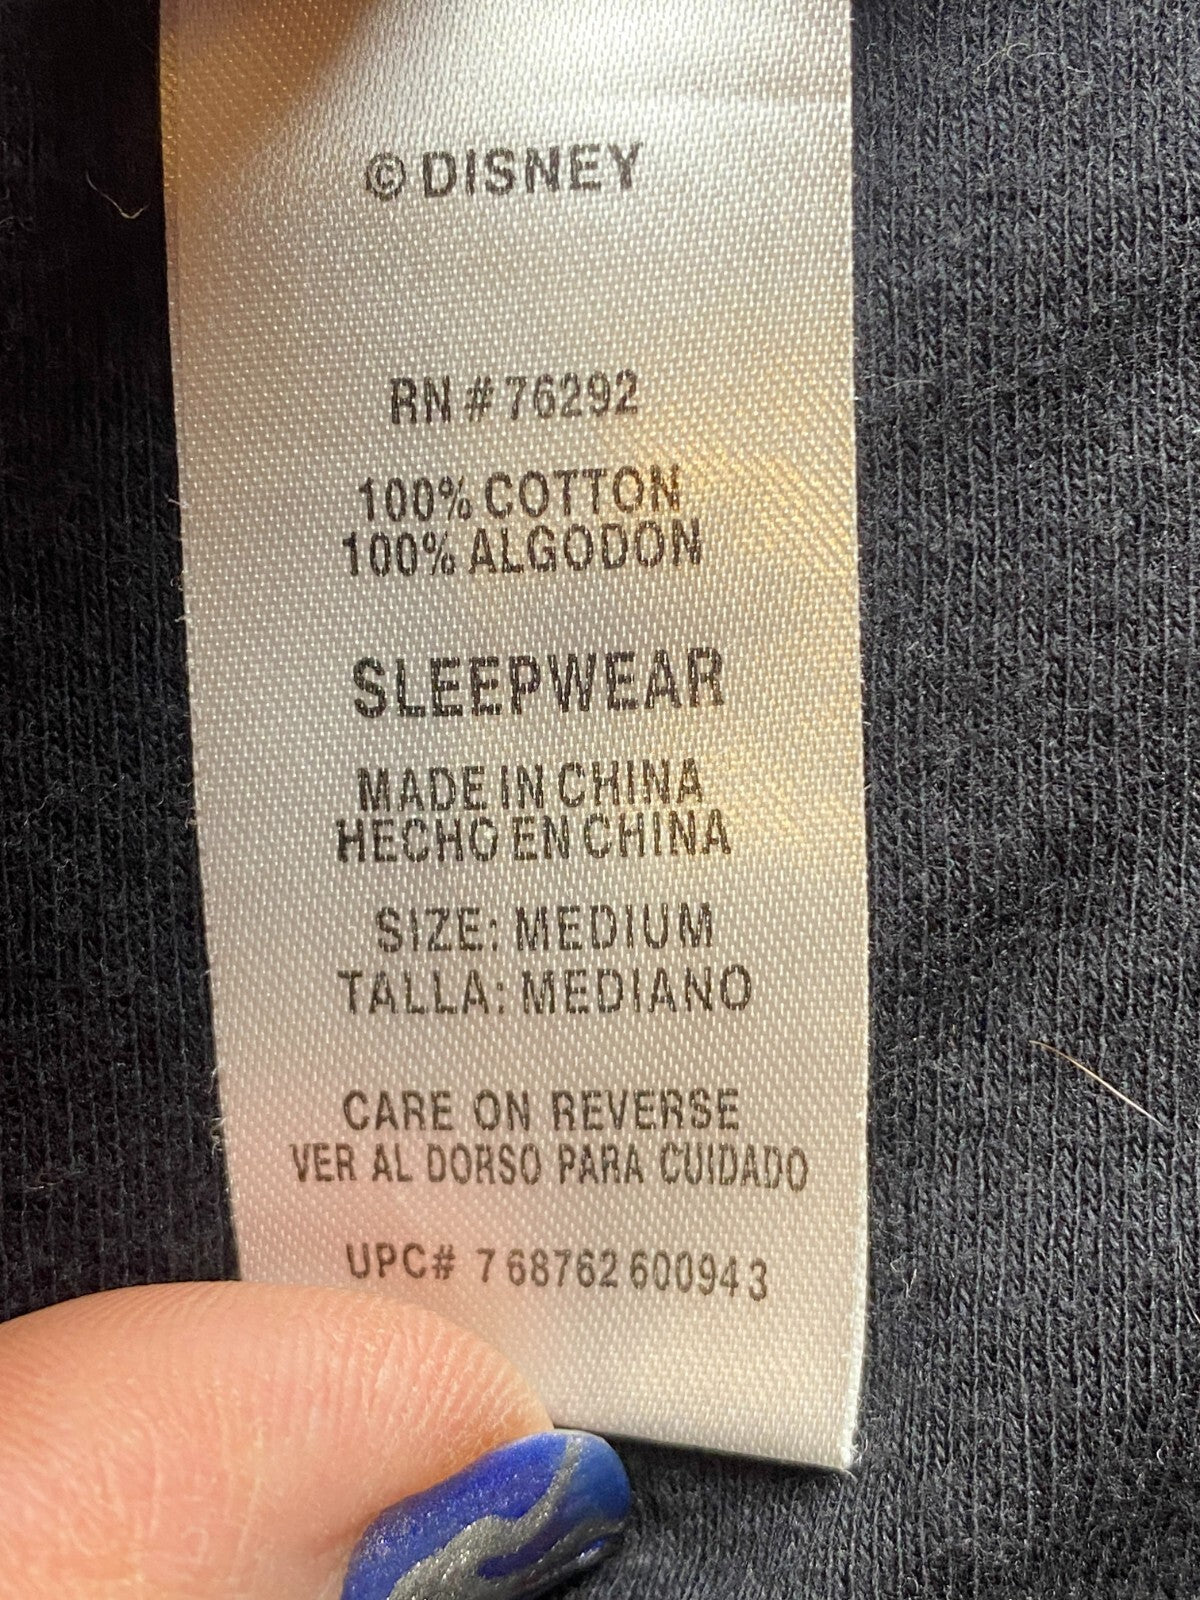 © DISNEY
RN # 76292
100% COTTON
100% ALGODON
SLEEPWEAR
MADE IN CHINA
HECHO EN CHINA
SIZE: MEDIUM
TALLA: MEDIANO
CARE ON REVERSE
VER AL DORSO PARA CUIDADO
UPC# 7 68762 60094 3